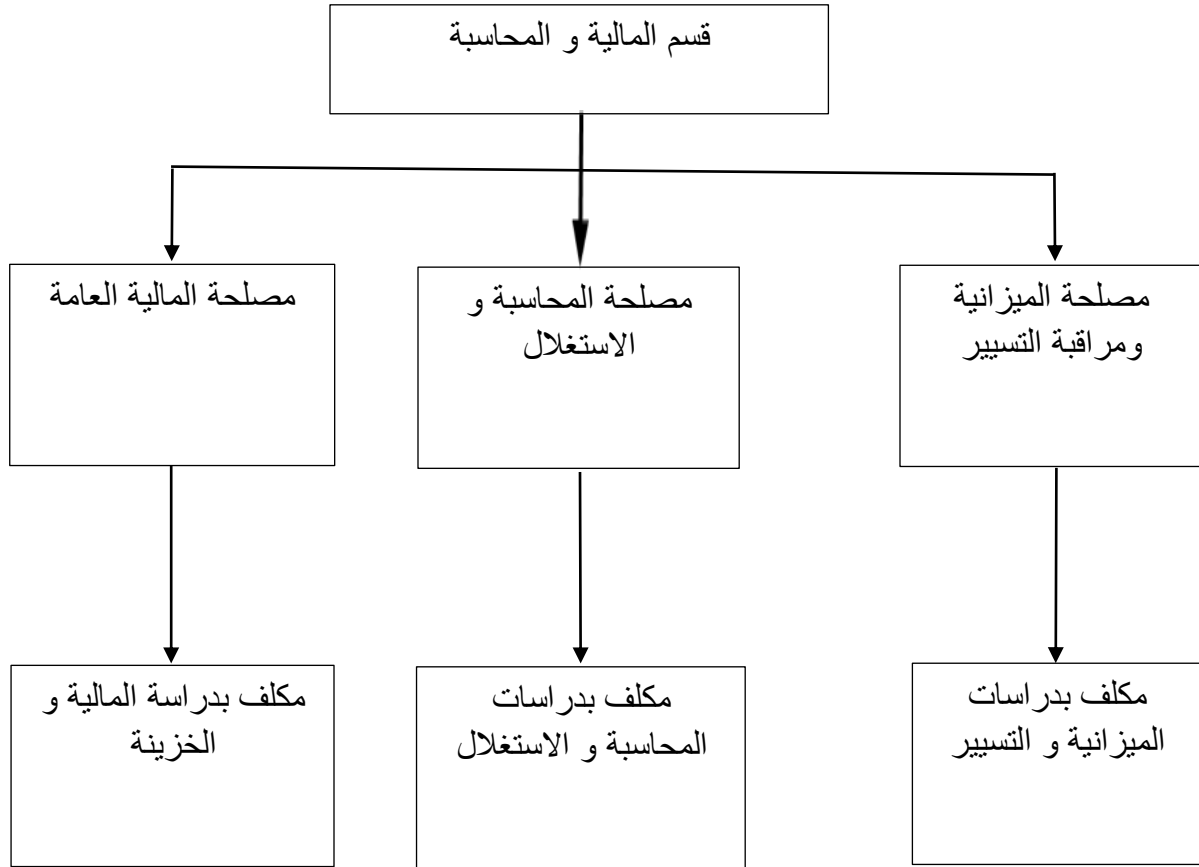 قسم المالية و المحاسبة
مصلحة الميزانية
ومراقبة التسيير
مصلحة المحاسبة و
الاستغلال
مصلحة المالية العامة
مكلف بدراسات
الميزانية و التسيير
مكلف بدراسات
المحاسبة و الاستغلال
مكلف بدراسة المالية و
الخزينة